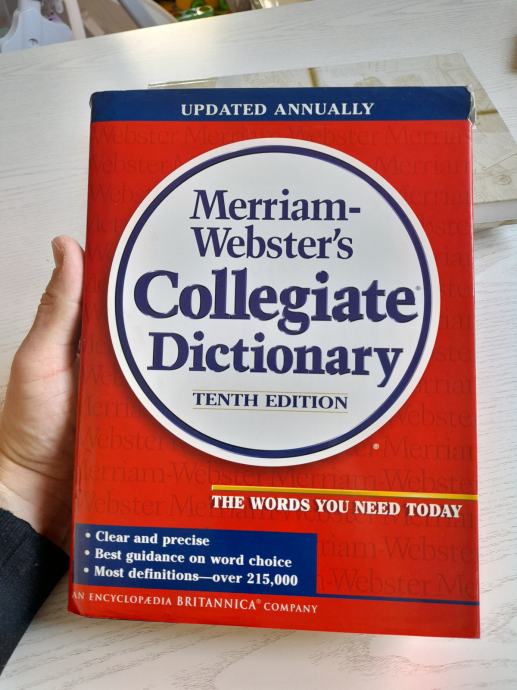 UPDATED ANNUALLY
Merriam-
Webster's
Collegiate®
Dictionary
TENTH EDITION
®
THE WORDS YOU NEED TODAY
• Clear and precise
• Best guidance on word choice
• Most definitions—over 215,000
AN ENCYCLOPÆDIA BRITANNICA® COMPANY